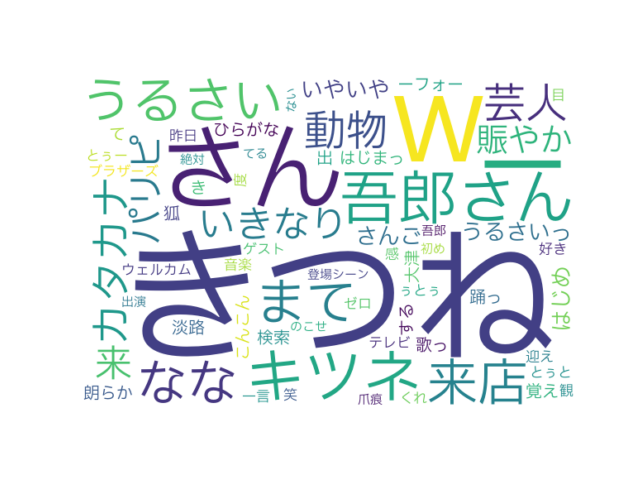 うるさい
いやいや
ーフォー
ない
目
W
芸人
さん
動物
ひらがな
昨日
て
とぅー
ブラザーズ
絶対
てる
出
はじまっ
賑やか
ー
パリピ
カタカナ
き
度
狐
いきなり
吾郎さん
さんご
吾郎
うるさいっ
初め
好き
きつね
ゲスト
ウェルカム
音楽
登場シーン
感
大津
ぅとぅ
踊っ
はじめ
出演
淡路
こんこん
まて
ゼロ
のこせ
検索
テレビ
歌っ
する
迎え
とぅと
来
なな
キツネ
来店
覚え
観
朗らか
一言
笑
爪痕
くれ